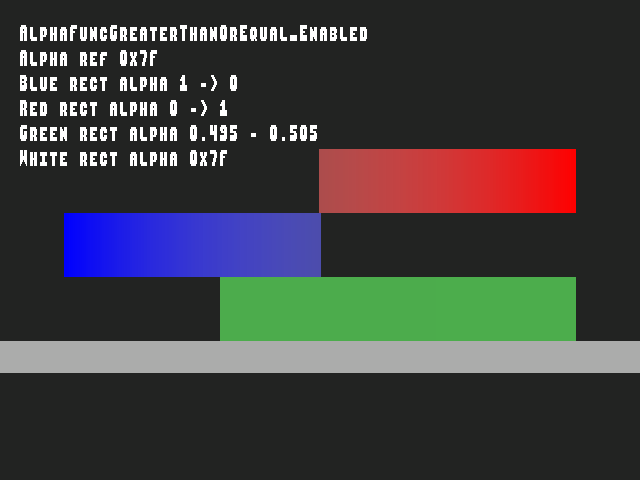 AlphaFuncGreaterThanOrEqual_Enabled
Alpha ref 0x7f
Blue rect alpha 1 -> 0
Red rect alpha 0 -> 1
Green rect alpha 0.495 - 0.505
White rect alpha 0x7f